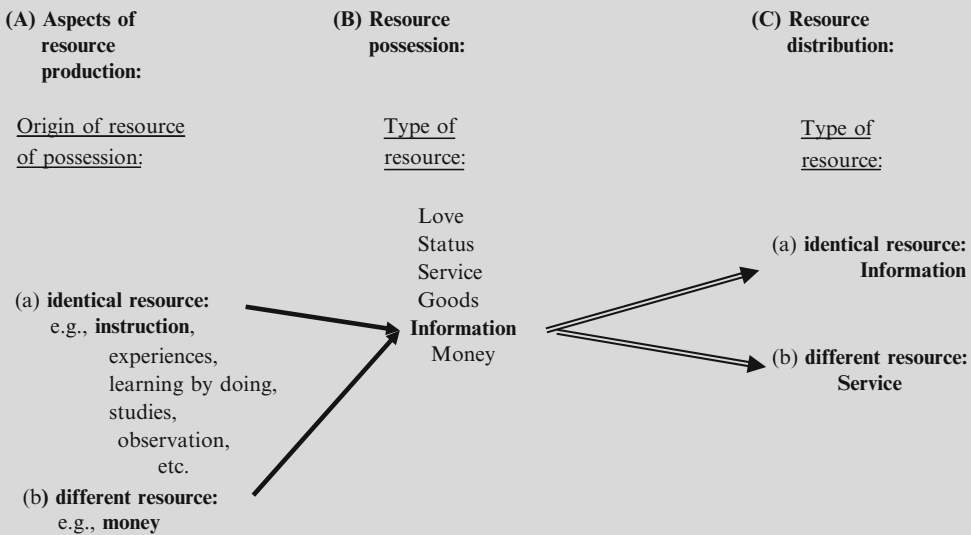 (A) Aspects of
resource
production:
Origin of resource
of possession:
(a) identical resource:
e.g., instruction,
experiences,
learning by doing,
studies,
observation,
etc.
(b) different resource:
e.g., money
(B) Resource
possession:
Type of
resource:
Love
Status
Service
Goods
Information
Money
(C) Resource
distribution:
Type of
resource:
(a) identical resource:
Information
(b) different resource:
Service